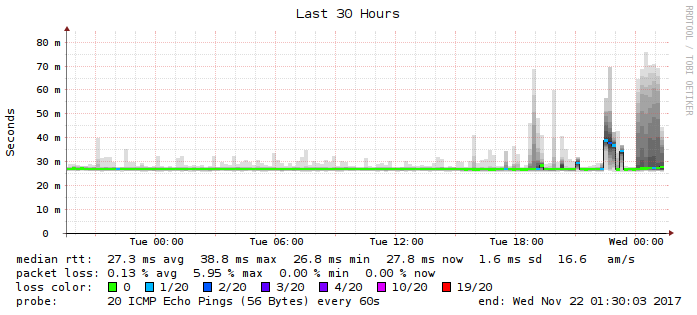 Last 30 Hours
RRDTOOL / TOBI OETIKER
Seconds
80 m
70 m
60 m
50 m
40 m
30 m
20 m
10 m
0
Tue 00:00 Tue 06:00 Tue 12:00 Tue 18:00 Wed 00:00
median rtt: 27.3 ms avg 38.8 ms max 26.8 ms min 27.8 ms now 1.6 ms sd 16.6 am/s
packet loss: 0.13 % avg 5.95 % max 0.00 % min 0.00 % now
loss color: 0 1/20 2/20 3/20 4/20 10/20 19/20
probe: 20 ICMP Echo Pings (56 Bytes) every 60s end: Wed Nov 22 01:30:03 2017